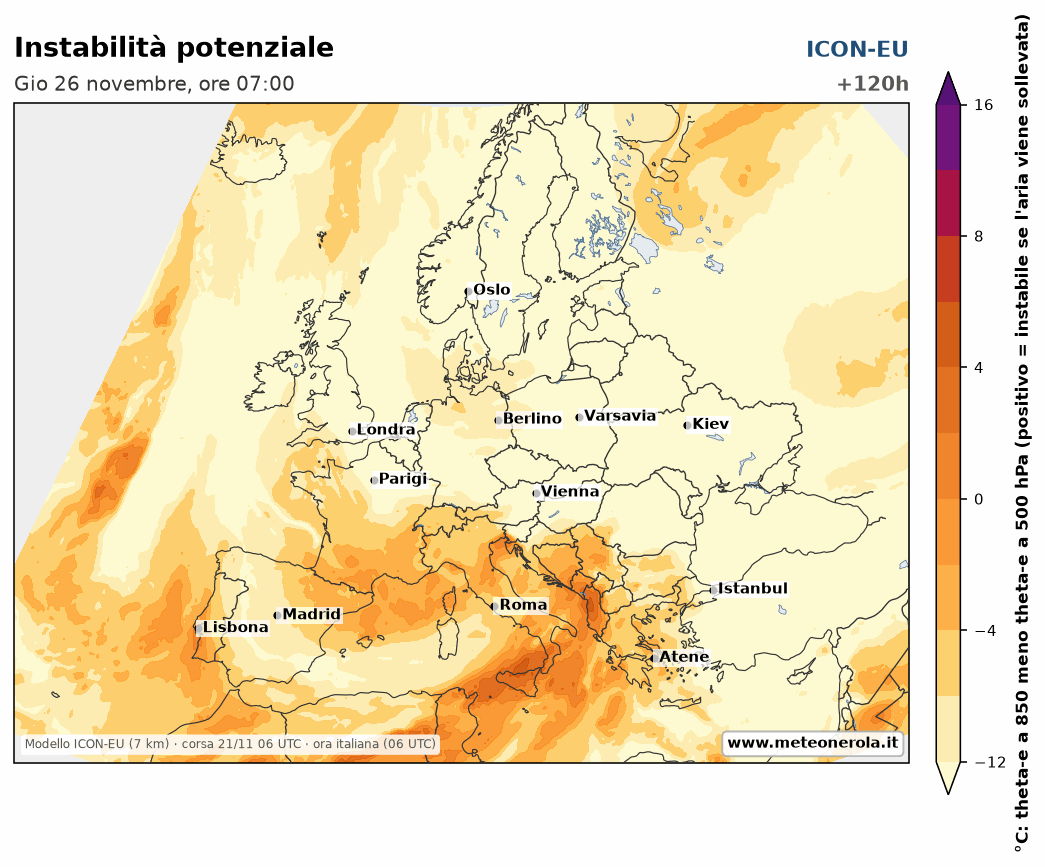 Instabilità potenziale
ICON-EU
Gio 26 novembre, ore 07:00
+120h
°C: theta-e a 850 meno theta-e a 500 hPa (positivo = instabile se l'aria viene sollevata)
16
8
4
0
−4
−12
Oslo
Berlino
Varsavia
Kiev
Londra
Parigi
Vienna
Istanbul
Roma
Madrid
Lisbona
Atene
Modello ICON-EU (7 km) · corsa 21/11 06 UTC · ora italiana (06 UTC)
www.meteonerola.it